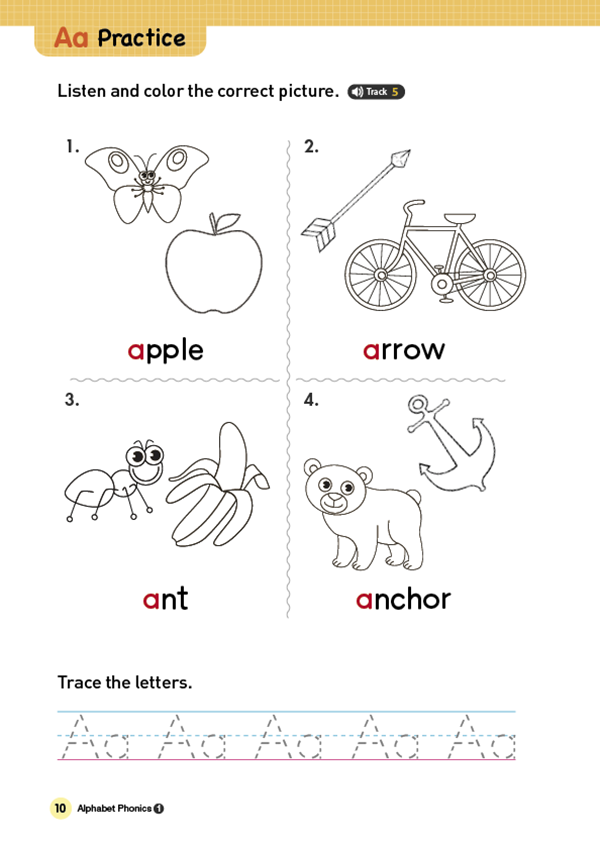 Aa Practice
Listen and color the correct picture. Track 5
1.
2.
apple
arrow
3.
4.
ant
anchor
Trace the letters.
Aa Aa Aa Aa Aa
10 Alphabet Phonics 1